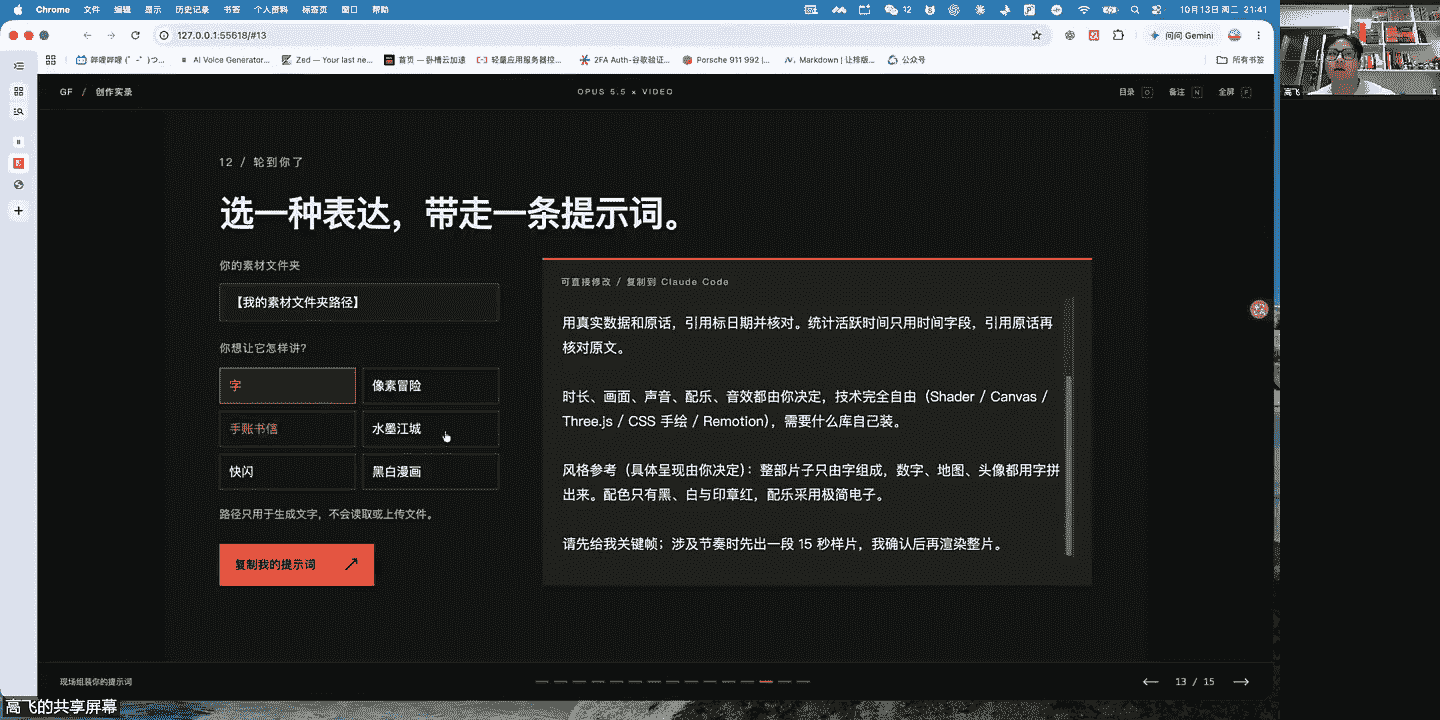 Chrome 文件 编辑 显示 历史记录 书签 个人资料 标签页 窗口 帮助
12
10月13日 周二 21:41
127.0.0.1:55618/#13
问问 Gemini
AI Voice Generator...
Zed — Your last ne...
首页 — 卧槽云加速
轻量应用服务器控...
2FA Auth-谷歌验证...
Porsche 911 992 |...
Markdown | 让排版...
公众号
所有书签
GF / 创作实录
OPUS 5.5 × VIDEO
目录 O 备注 N 全屏 F
高飞
12 / 轮到你了
选一种表达，带走一条提示词。
你的素材文件夹
【我的素材文件夹路径】
你想让它怎样讲？
字
像素冒险
手账书信
水墨江城
快闪
黑白漫画
路径只用于生成文字，不会读取或上传文件。
复制我的提示词
可直接修改 / 复制到 Claude Code
用真实数据和原话，引用标日期并核对。统计活跃时间只用时间字段，引用原话再
核对原文。
时长、画面、声音、配乐、音效都由你决定，技术完全自由（Shader / Canvas /
Three.js / CSS 手绘 / Remotion），需要什么库自己装。
风格参考（具体呈现由你决定）：整部片子只由字组成，数字、地图、头像都用字拼
出来。配色只有黑、白与印章红，配乐采用极简电子。
请先给我关键帧；涉及节奏时先出一段 15 秒样片，我确认后再渲染整片。
现场组装你的提示词
13 / 15
高飞的共享屏幕